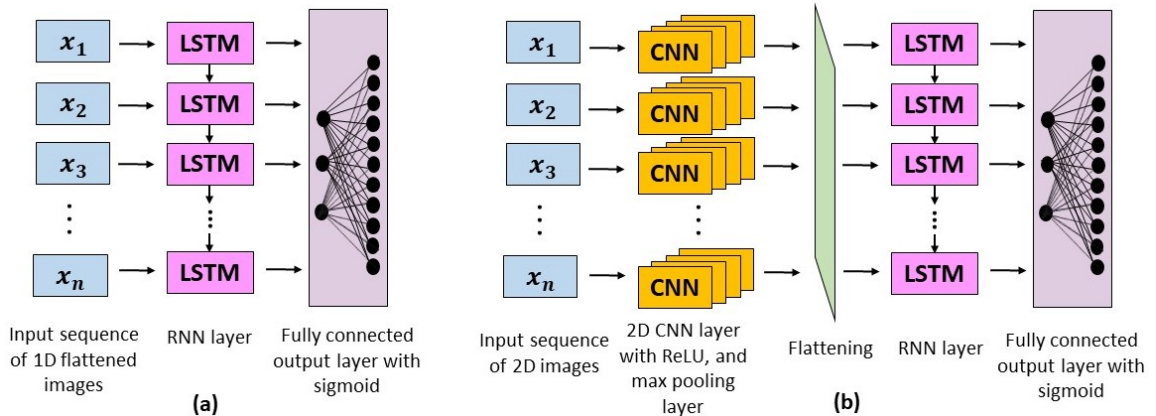 x₁ LSTM
x₂ LSTM
x₃ LSTM
xₙ LSTM
Input sequence
of 1D flattened
images
RNN layer
Fully connected
output layer with
sigmoid
(a)
x₁ CNN LSTM
x₂ CNN LSTM
x₃ CNN LSTM
xₙ CNN LSTM
Input sequence
of 2D images
2D CNN layer
with ReLU, and
max pooling
layer
Flattening
RNN layer
Fully connected
output layer with
sigmoid
(b)